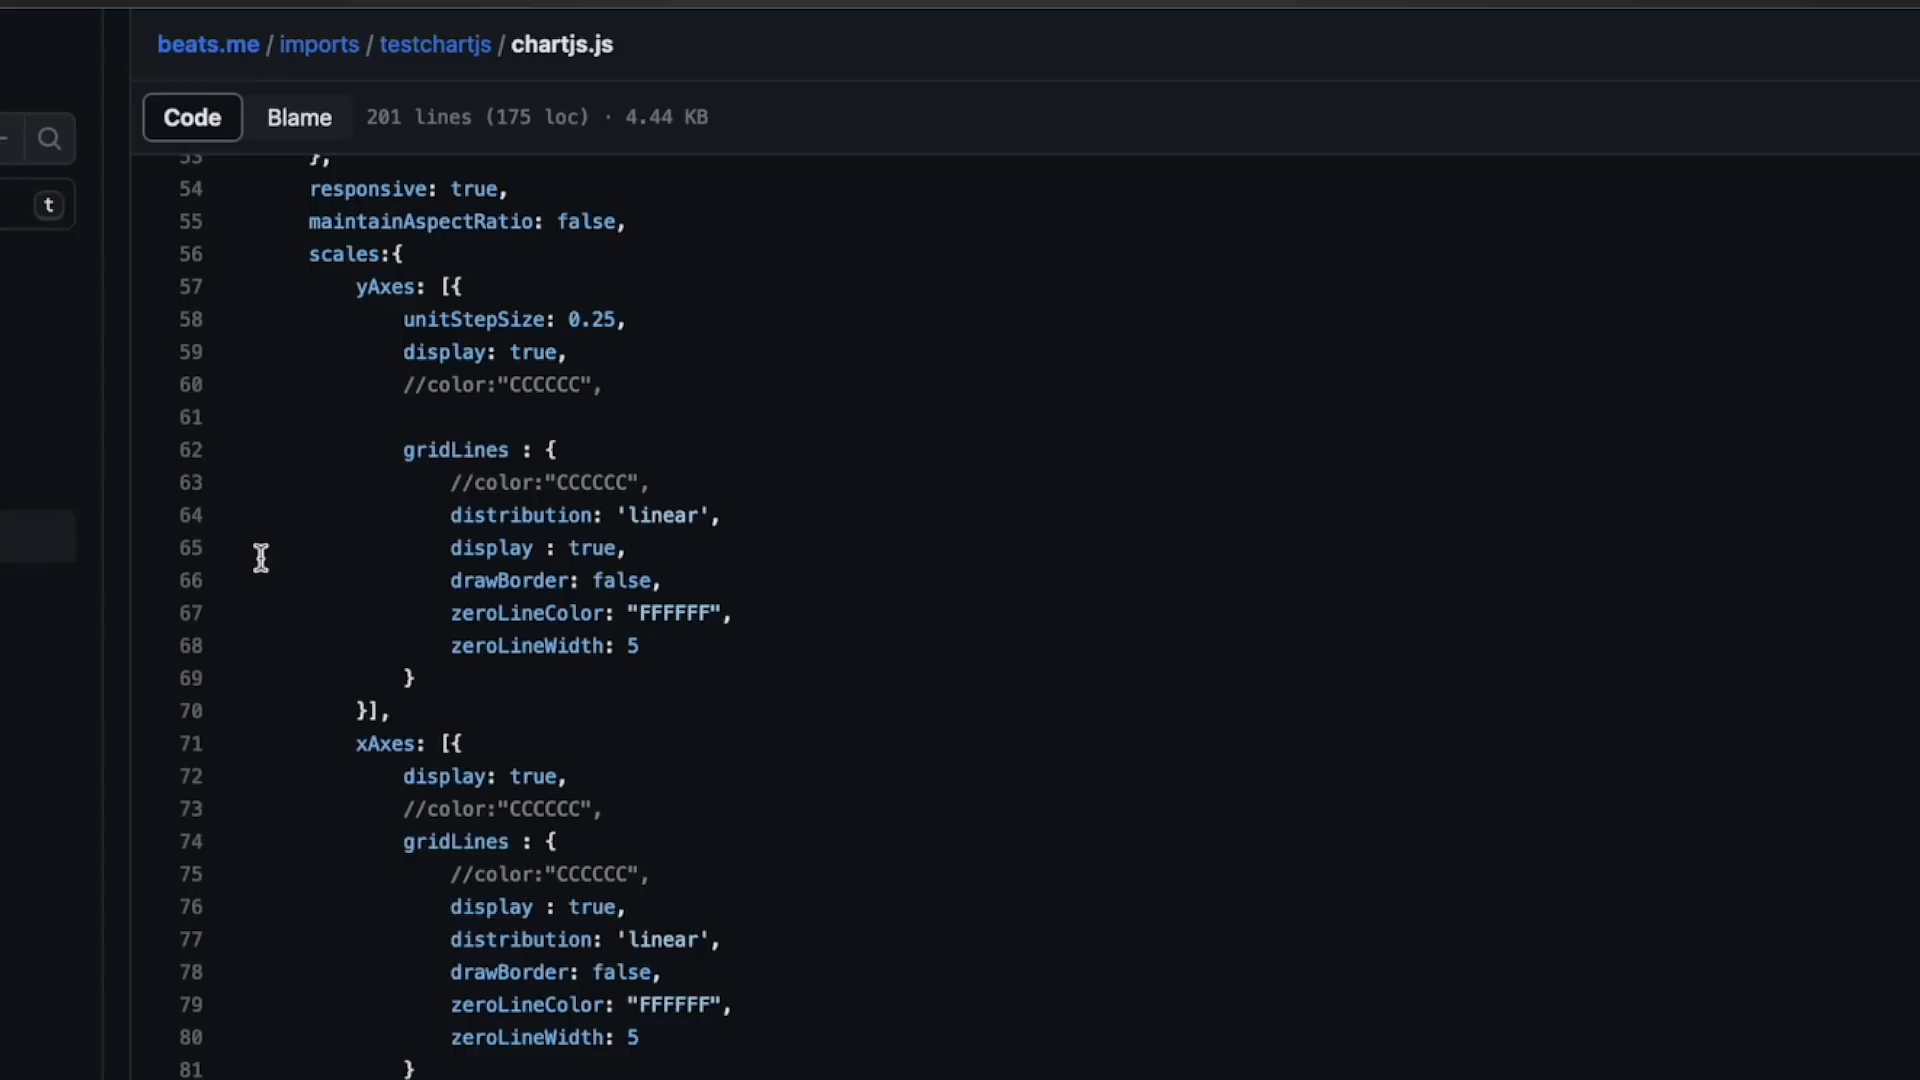 beats.me / imports / testchartjs / chartjs.js
Code Blame 201 lines (175 loc) · 4.44 KB
t
53 },
54 responsive: true,
55 maintainAspectRatio: false,
56 scales:{
57 yAxes: [{
58 unitStepSize: 0.25,
59 display: true,
60 //color:"CCCCCC",
61
62 gridLines : {
63 //color:"CCCCCC",
64 distribution: 'linear',
65 display : true,
66 drawBorder: false,
67 zeroLineColor: "FFFFFF",
68 zeroLineWidth: 5
69 }
70 }],
71 xAxes: [{
72 display: true,
73 //color:"CCCCCC",
74 gridLines : {
75 //color:"CCCCCC",
76 display : true,
77 distribution: 'linear',
78 drawBorder: false,
79 zeroLineColor: "FFFFFF",
80 zeroLineWidth: 5
81 }